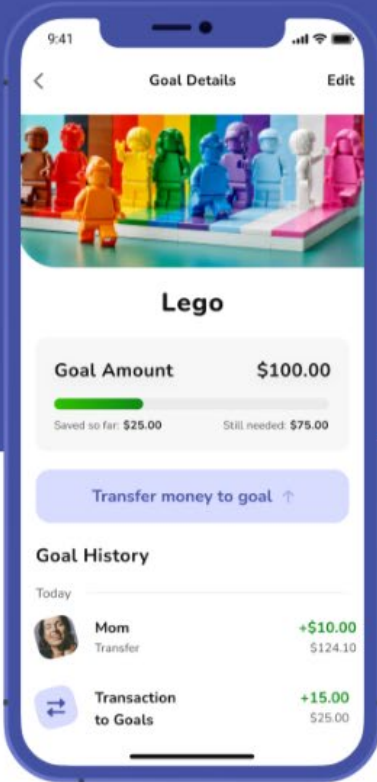 9:41
Goal Details Edit
Lego
Goal Amount $100.00
Saved so far: $25.00 Still needed: $75.00
Transfer money to goal ↑
Goal History
Today
Mom +$10.00
Transfer $124.10
Transaction +15.00
to Goals $25.00